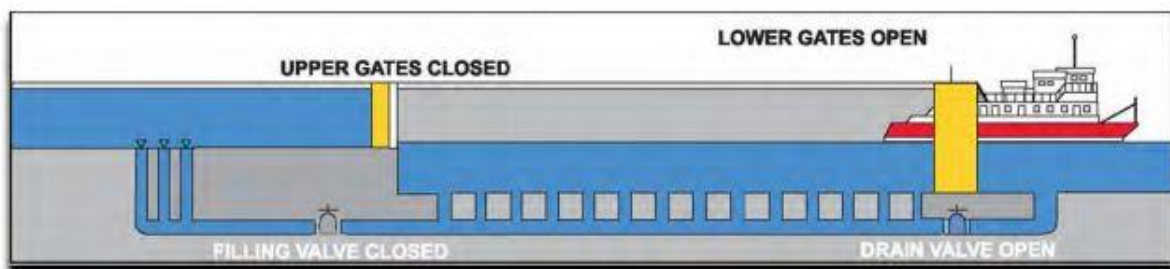 LOWER GATES OPEN
UPPER GATES CLOSED
FILLING VALVE CLOSED
DRAIN VALVE OPEN